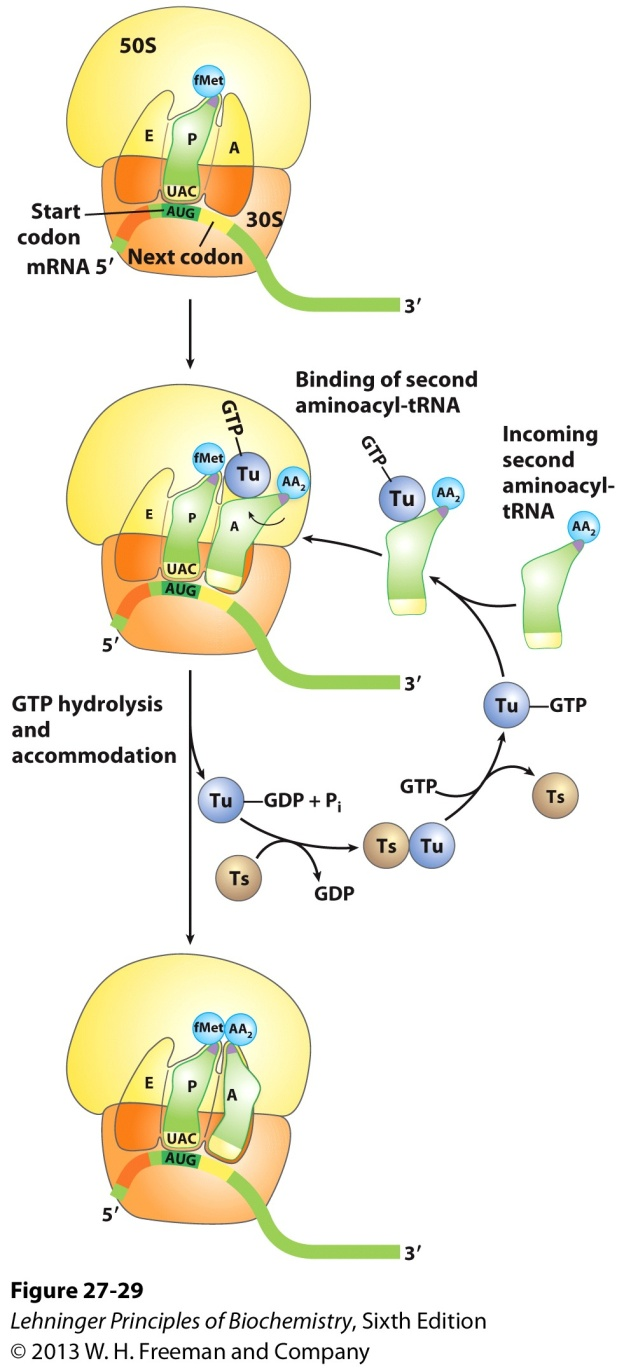 50S
fMet
E
P
A
UAC
AUG
30S
Start
codon
mRNA 5′
Next codon
3′
Binding of second
aminoacyl-tRNA
GTP
Tu
fMet
AA2
E
P
A
UAC
AUG
5′
3′
GTP
Tu
AA2
Incoming
second
aminoacyl-
tRNA
AA2
GTP hydrolysis
and
accommodation
Tu—GTP
GTP
Ts
Tu—GDP + Pi
Ts Tu
Ts
GDP
fMet AA2
E
P
A
UAC
AUG
5′
3′
Figure 27-29
Lehninger Principles of Biochemistry, Sixth Edition
© 2013 W. H. Freeman and Company